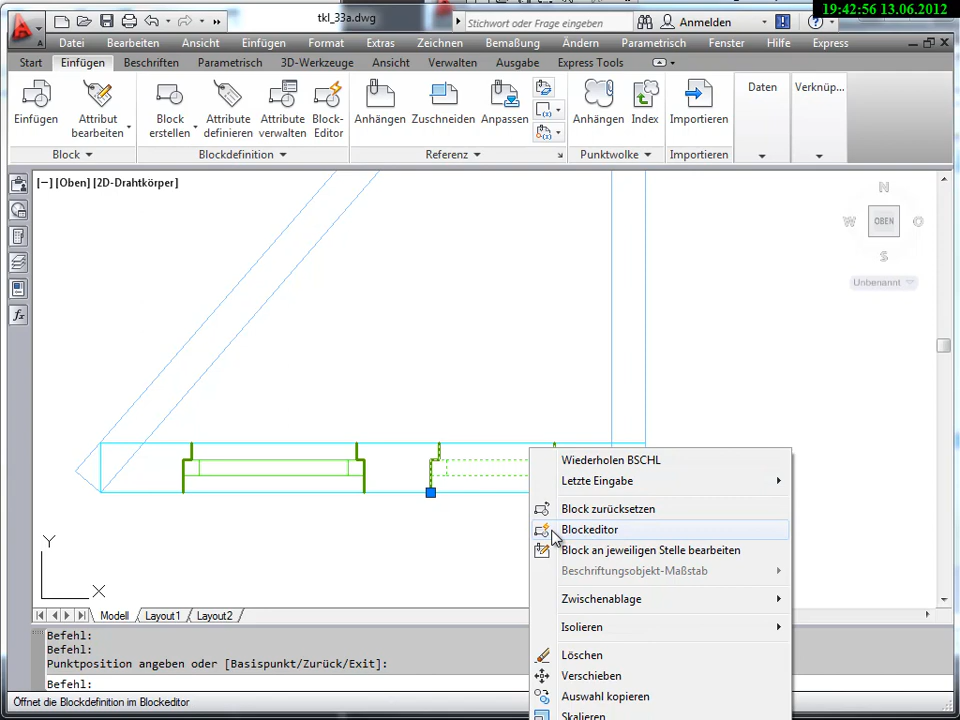 19:42:56 13.06.2012
tkl_33a.dwg
Stichwort oder Frage eingeben
Anmelden
Datei Bearbeiten Ansicht Einfügen Format Extras Zeichnen Bemaßung Ändern Parametrisch Fenster Hilfe Express
Start Einfügen Beschriften Parametrisch 3D-Werkzeuge Ansicht Verwalten Ausgabe Express Tools
Einfügen
Attribut bearbeiten
Block erstellen
Attribute definieren
Attribute verwalten
Block-Editor
Anhängen
Zuschneiden
Anpassen
Anhängen
Index
Importieren
Daten
Verknüp...
Block
Blockdefinition
Referenz
Punktwolke
Importieren
[−] [Oben] [2D-Drahtkörper]
N
W
OBEN
O
S
Unbenannt
Wiederholen BSCHL
Letzte Eingabe
Block zurücksetzen
Blockeditor
Block an jeweiligen Stelle bearbeiten
Beschriftungsobjekt-Maßstab
Zwischenablage
Isolieren
Löschen
Verschieben
Auswahl kopieren
Skalieren
Y
X
Modell Layout1 Layout2
Befehl:
Befehl:
Punktposition angeben oder [Basispunkt/Zurück/Exit]:
Befehl:
Öffnet die Blockdefinition im Blockeditor